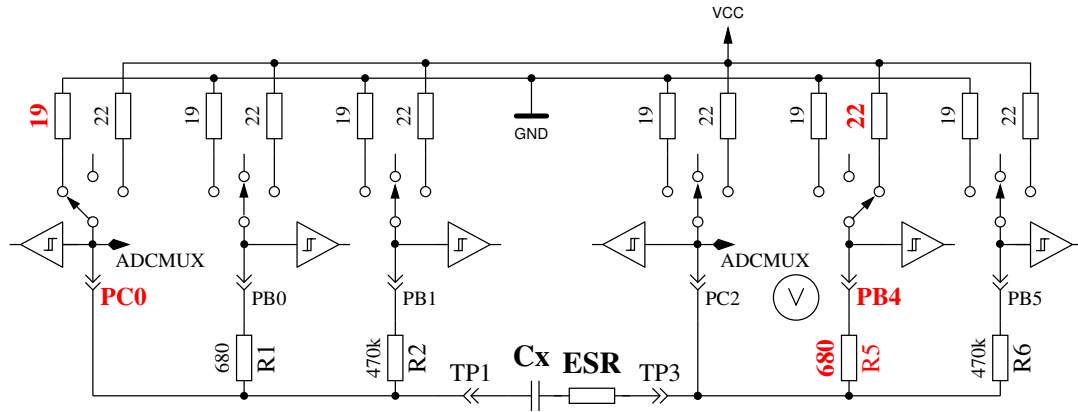 VCC
19
22
19
22
19
22
GND
19
22
19
22
19
22
ADCMUX
ADCMUX
PC0
PB0
PB1
PC2
V
PB4
PB5
680
R1
470k
R2
TP1
Cx
ESR
TP3
680
R5
470k
R6